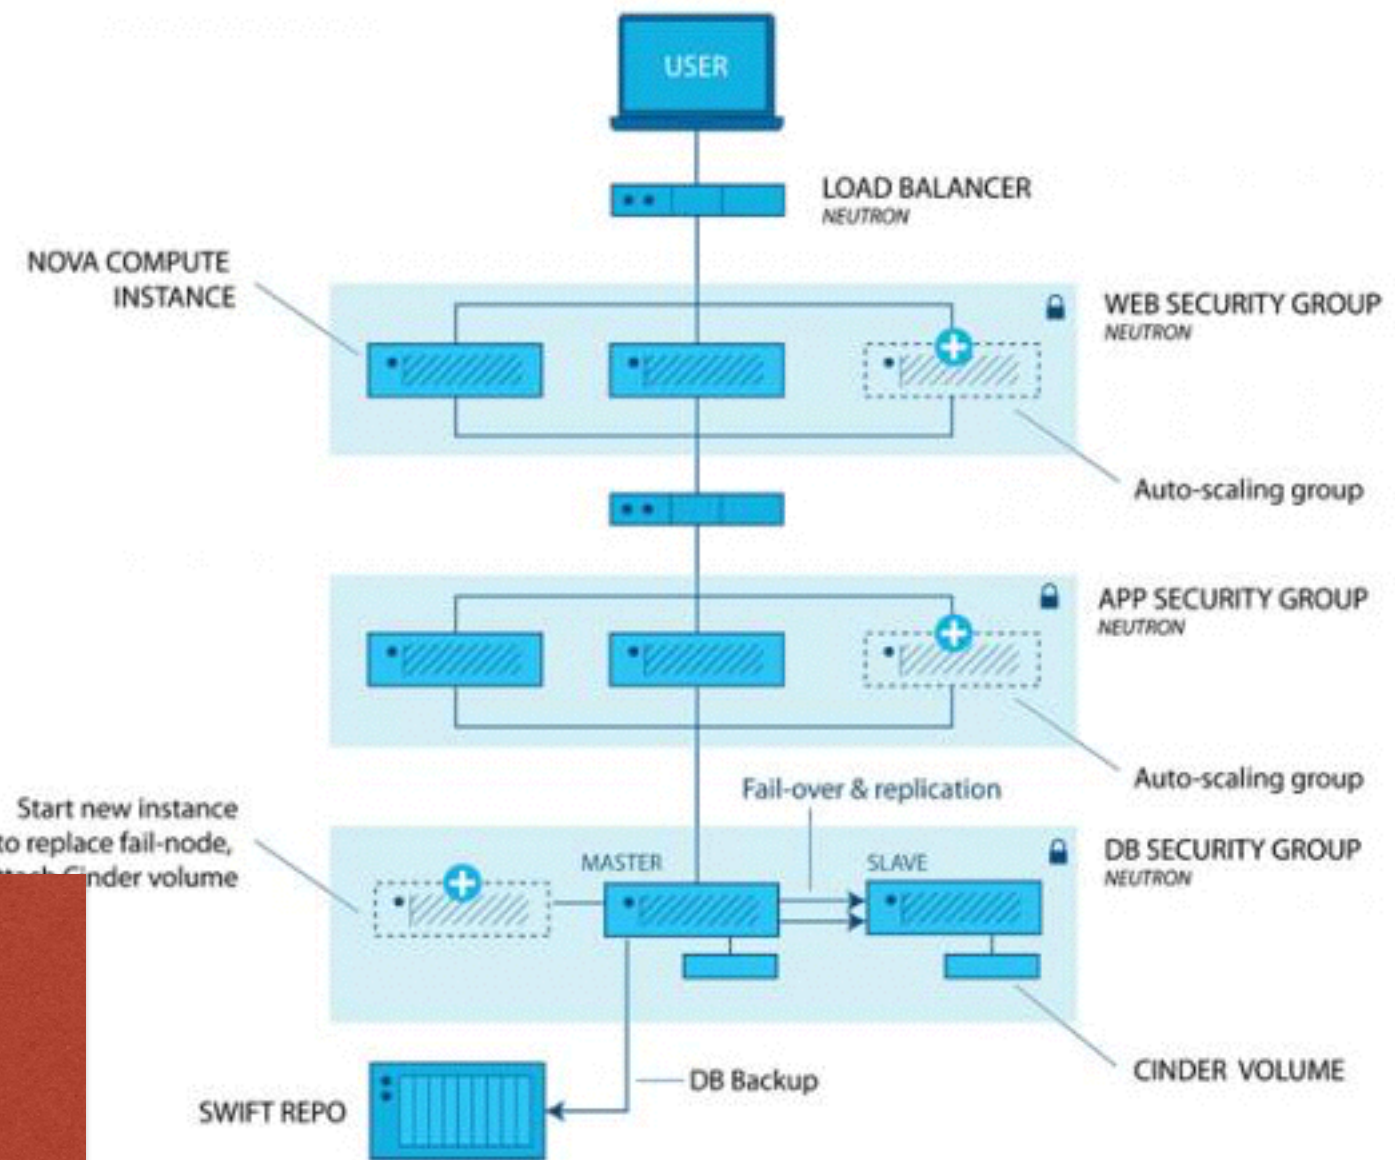 USER
LOAD BALANCER
NEUTRON
NOVA COMPUTE
INSTANCE
WEB SECURITY GROUP
NEUTRON
Auto-scaling group
APP SECURITY GROUP
NEUTRON
Auto-scaling group
Fail-over & replication
Start new instance
to replace fail-node,
Cinder volume
MASTER
SLAVE
DB SECURITY GROUP
NEUTRON
CINDER VOLUME
DB Backup
SWIFT REPO